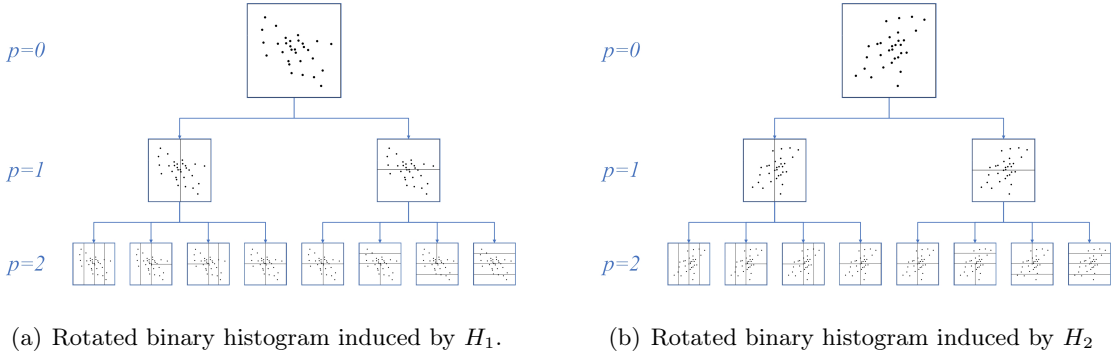 p=0
p=1
p=2
(a) Rotated binary histogram induced by H1.
p=0
p=1
p=2
(b) Rotated binary histogram induced by H2